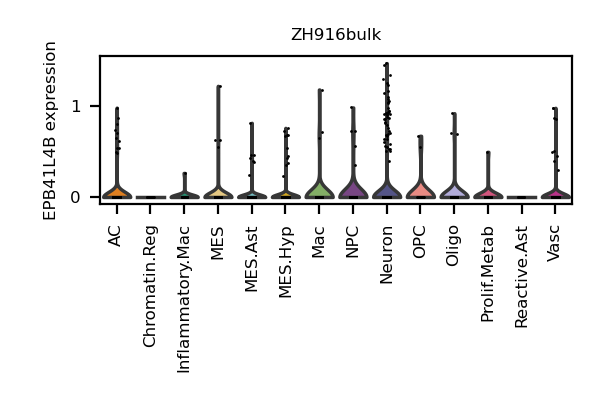 ZH916bulk
EPB41L4B expression
1
0
AC
Chromatin.Reg
Inflammatory.Mac
MES
MES.Ast
MES.Hyp
Mac
NPC
Neuron
OPC
Oligo
Prolif.Metab
Reactive.Ast
Vasc